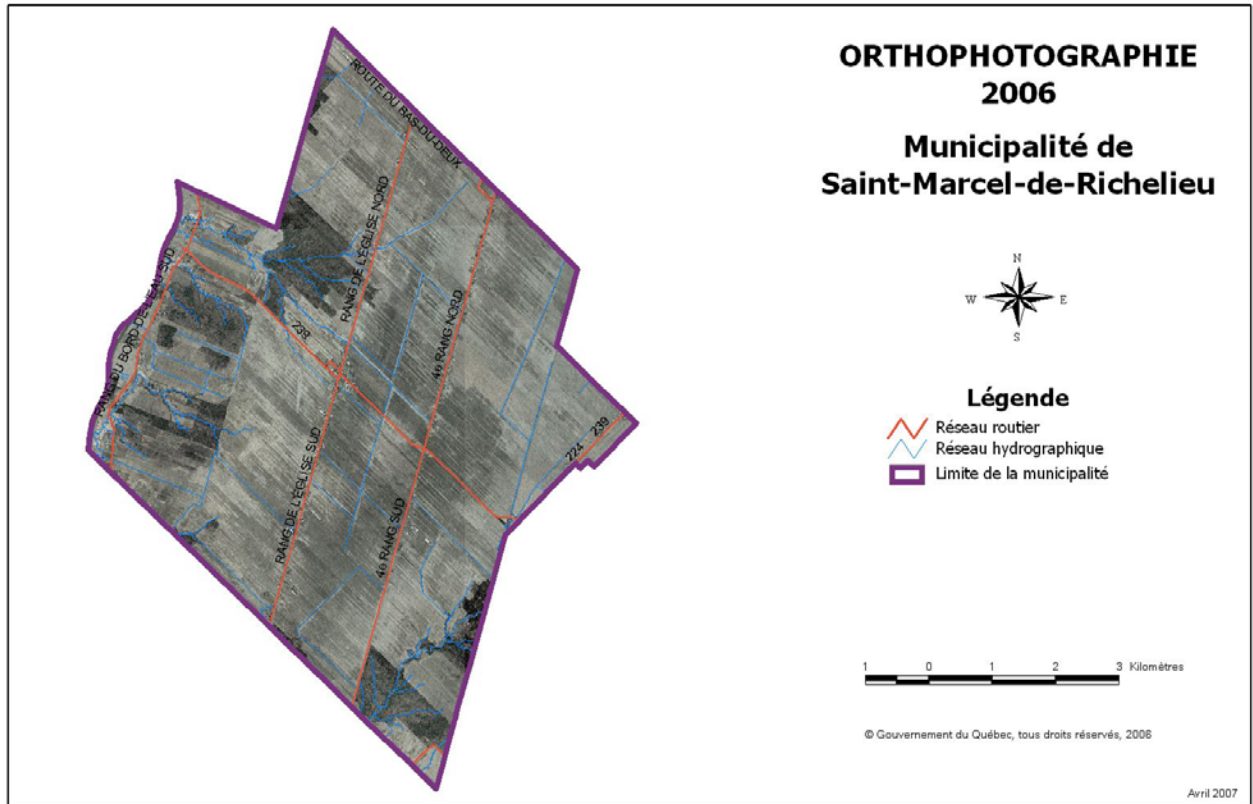 ORTHOPHOTOGRAPHIE
2006
Municipalité de
Saint-Marcel-de-Richelieu
ROUTE DU BAS-DU-DEUX
RANG DE L'ÉGLISE NORD
RANG DU BORD-DE-L'EAU SUD
4e RANG NORD
239
RANG DE L'ÉGLISE SUD
4e RANG SUD
224
239
N
W
E
S
Légende
Réseau routier
Réseau hydrographique
Limite de la municipalité
1 0 1 2 3 Kilomètres
© Gouvernement du Québec, tous droits réservés, 2006
Avril 2007